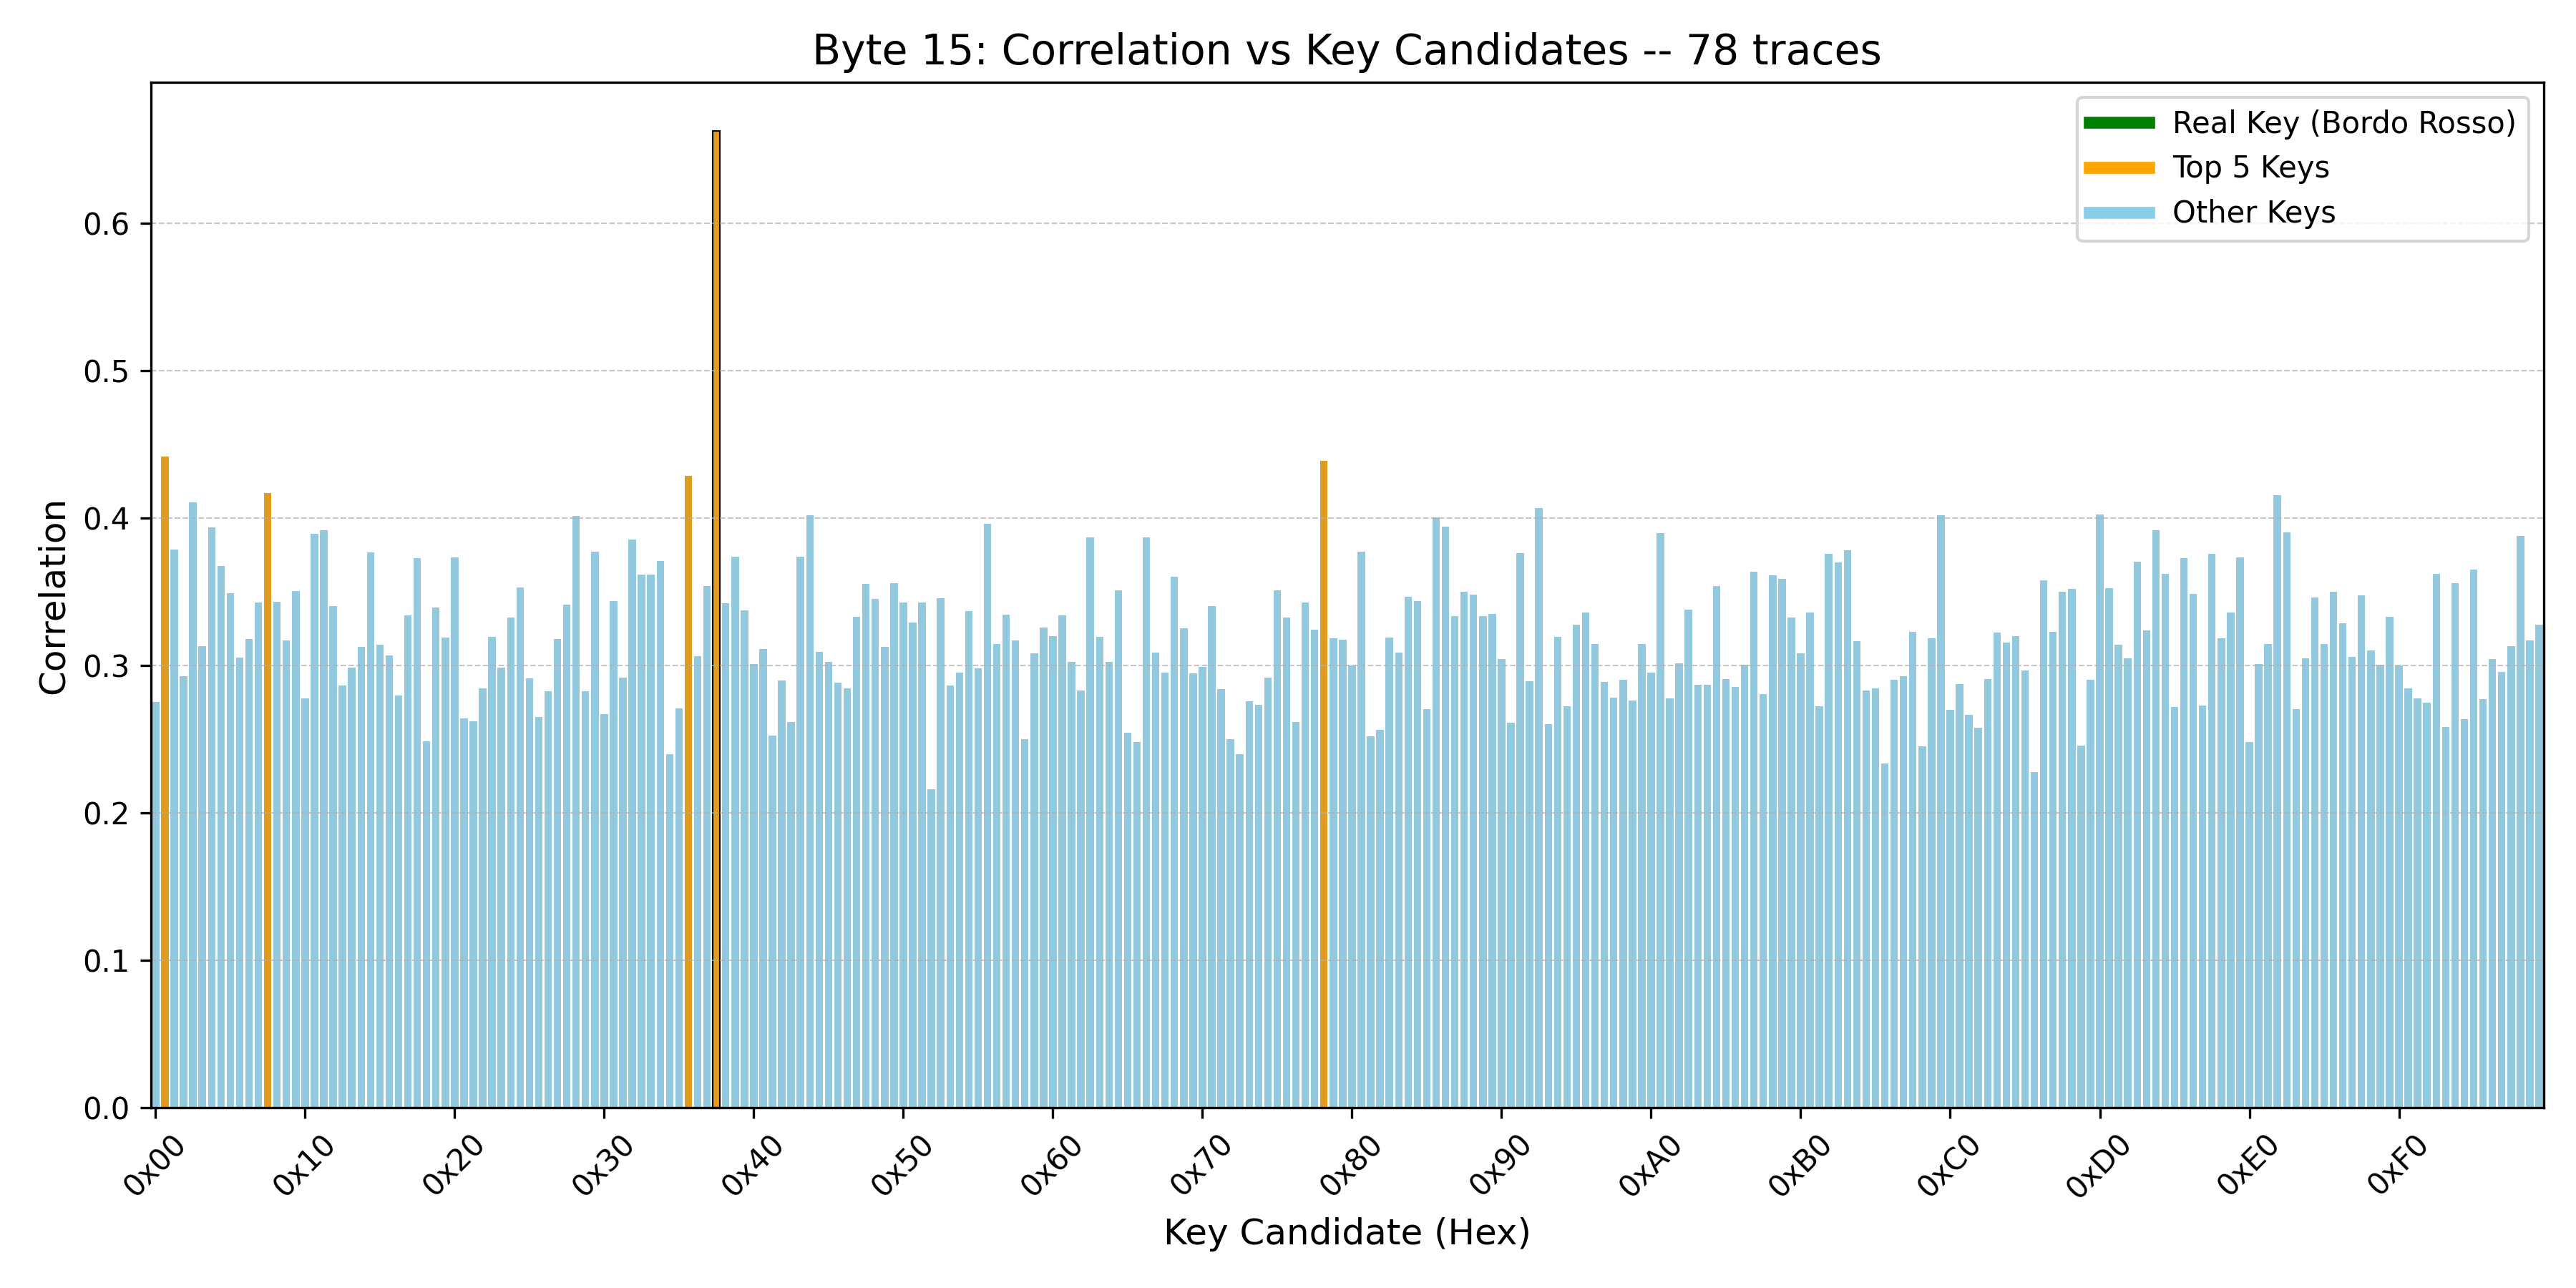 Byte 15: Correlation vs Key Candidates -- 78 traces
Real Key (Bordo Rosso)
Top 5 Keys
Other Keys
Correlation
0.6
0.5
0.4
0.3
0.2
0.1
0.0
0x00 0x10 0x20 0x30 0x40 0x50 0x60 0x70 0x80 0x90 0xA0 0xB0 0xC0 0xD0 0xE0 0xF0
Key Candidate (Hex)